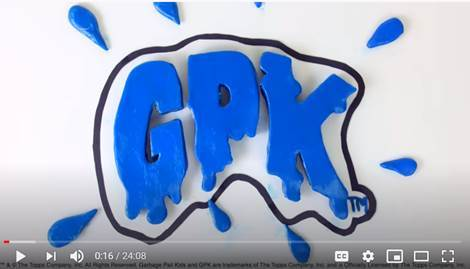 GPK
TM
0:16 / 24:08
™ & © The Topps Company, Inc. All Rights Reserved. Garbage Pail Kids and GPK are trademarks of The Topps Company, Inc. and is Officially Licensed by The Topps Company, Inc.